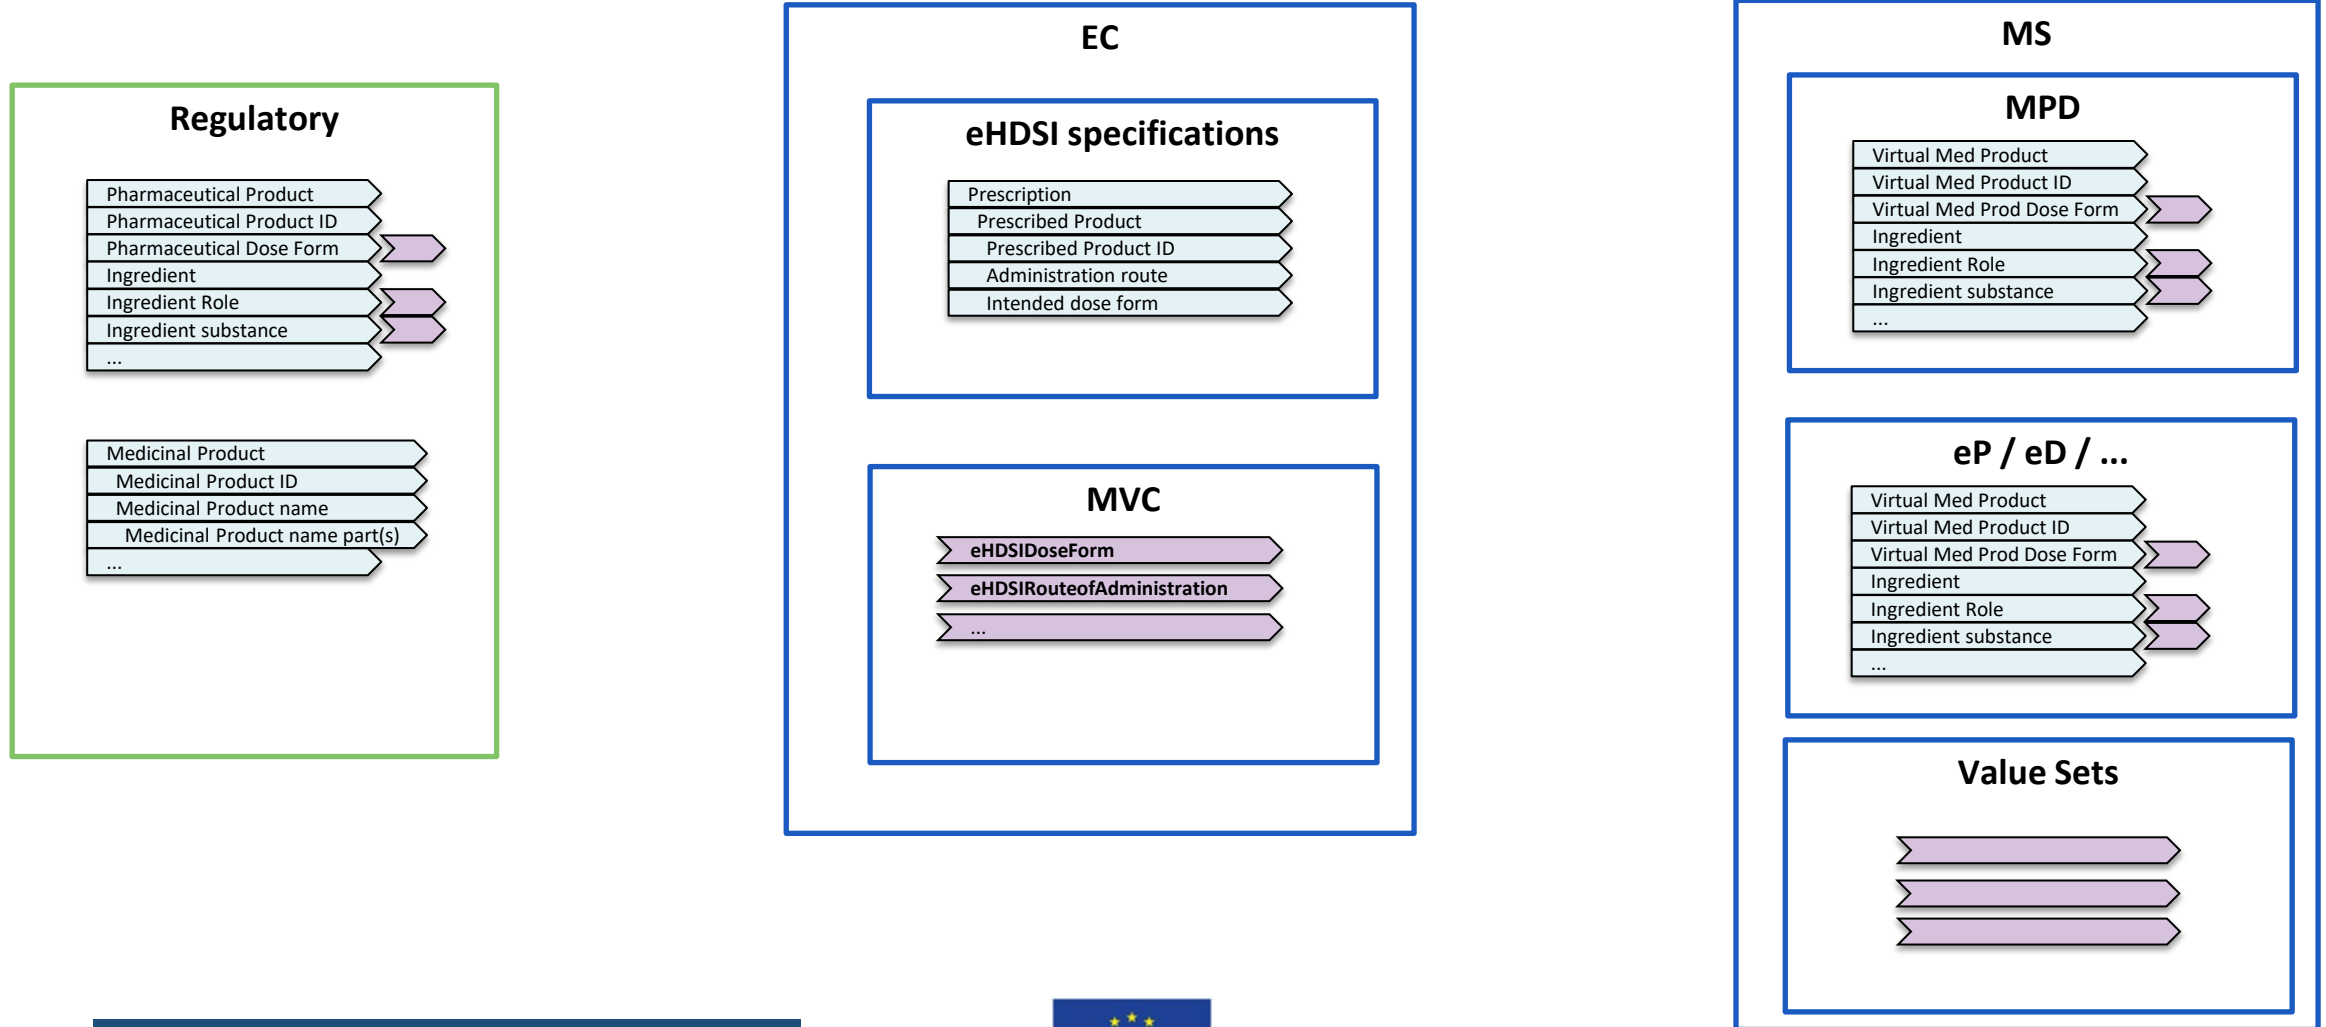 Regulatory
Pharmaceutical Product
Pharmaceutical Product ID
Pharmaceutical Dose Form
Ingredient
Ingredient Role
Ingredient substance
...
Medicinal Product
Medicinal Product ID
Medicinal Product name
Medicinal Product name part(s)
...
EC
eHDSI specifications
Prescription
Prescribed Product
Prescribed Product ID
Administration route
Intended dose form
MVC
eHDSIDoseForm
eHDSIRouteofAdministration
...
MS
MPD
Virtual Med Product
Virtual Med Product ID
Virtual Med Prod Dose Form
Ingredient
Ingredient Role
Ingredient substance
...
eP / eD / ...
Virtual Med Product
Virtual Med Product ID
Virtual Med Prod Dose Form
Ingredient
Ingredient Role
Ingredient substance
...
Value Sets